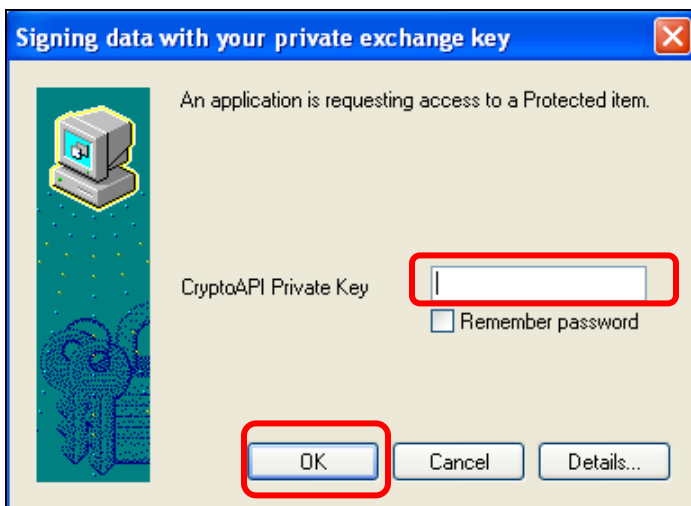 Signing data with your private exchange key
An application is requesting access to a Protected item.
CryptoAPI Private Key
Remember password
OK
Cancel
Details...